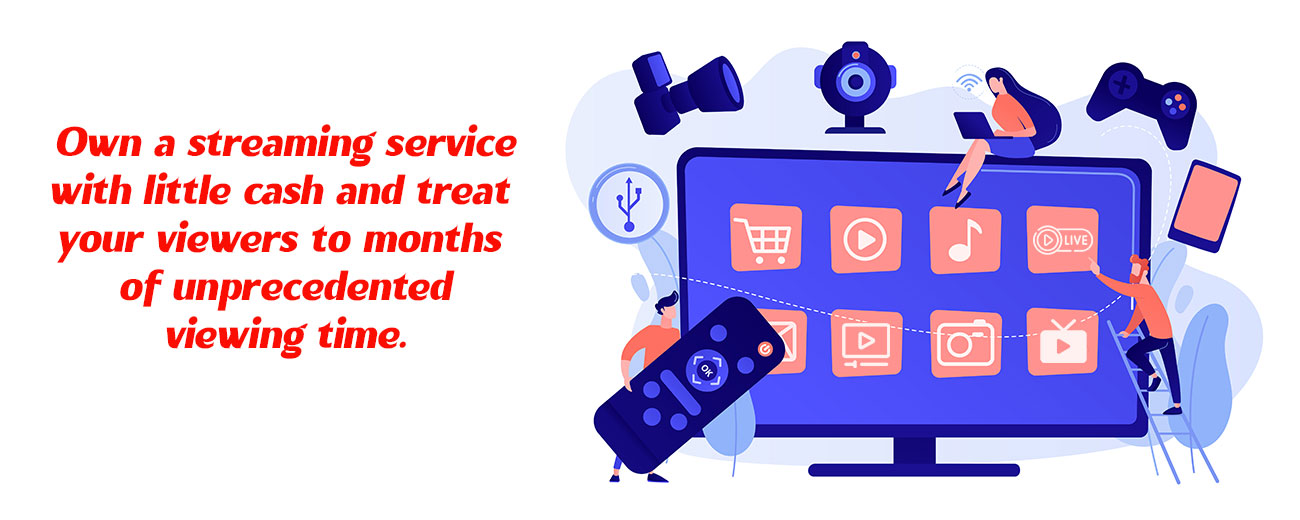 Own a streaming service
with little cash and treat
your viewers to months
of unprecedented
viewing time.
LIVE
OK